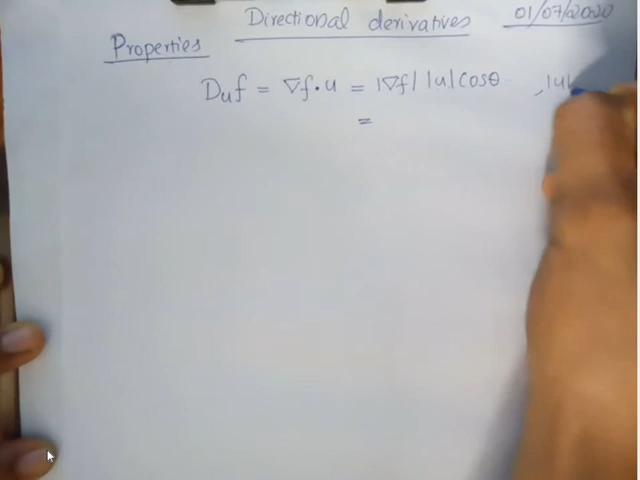 Directional derivatives 01/07/2020
Properties
Duf = ∇f·u = |∇f| |u| cosθ , |u|
=